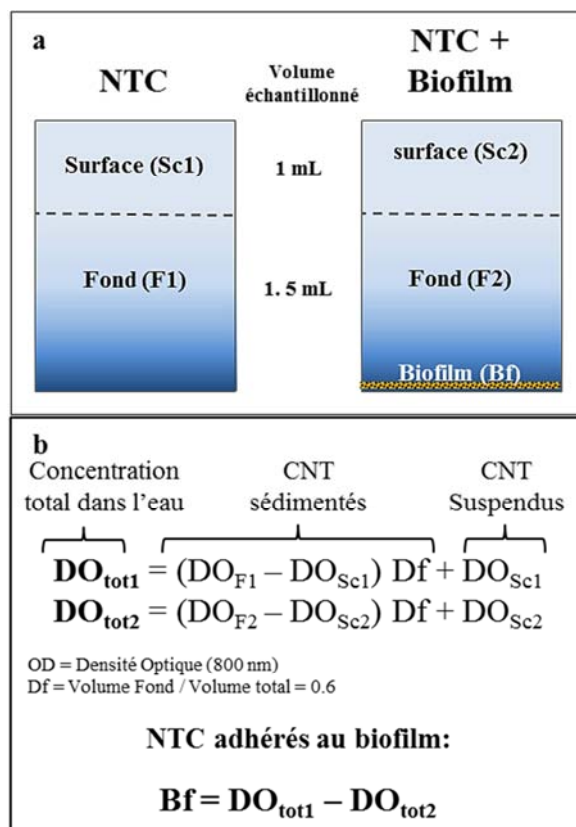 a
NTC
Volume
échantillonné
NTC +
Biofilm
Surface (Sc1)
1 mL
surface (Sc2)
Fond (F1)
1. 5 mL
Fond (F2)
Biofilm (Bf)
b
Concentration
total dans l'eau
CNT
sédimentés
CNT
Suspendus
DOtot1 = (DOF1 – DOSc1) Df + DOSc1
DOtot2 = (DOF2 – DOSc2) Df + DOSc2
OD = Densité Optique (800 nm)
Df = Volume Fond / Volume total = 0.6
NTC adhérés au biofilm:
Bf = DOtot1 – DOtot2